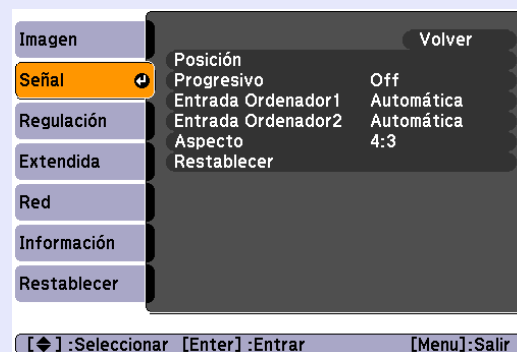 Imagen
Señal
Regulación
Extendida
Red
Información
Restablecer
Volver
Posición
Progresivo Off
Entrada Ordenador1 Automática
Entrada Ordenador2 Automática
Aspecto 4:3
Restablecer
[◆] :Seleccionar [Enter] :Entrar [Menu]:Salir